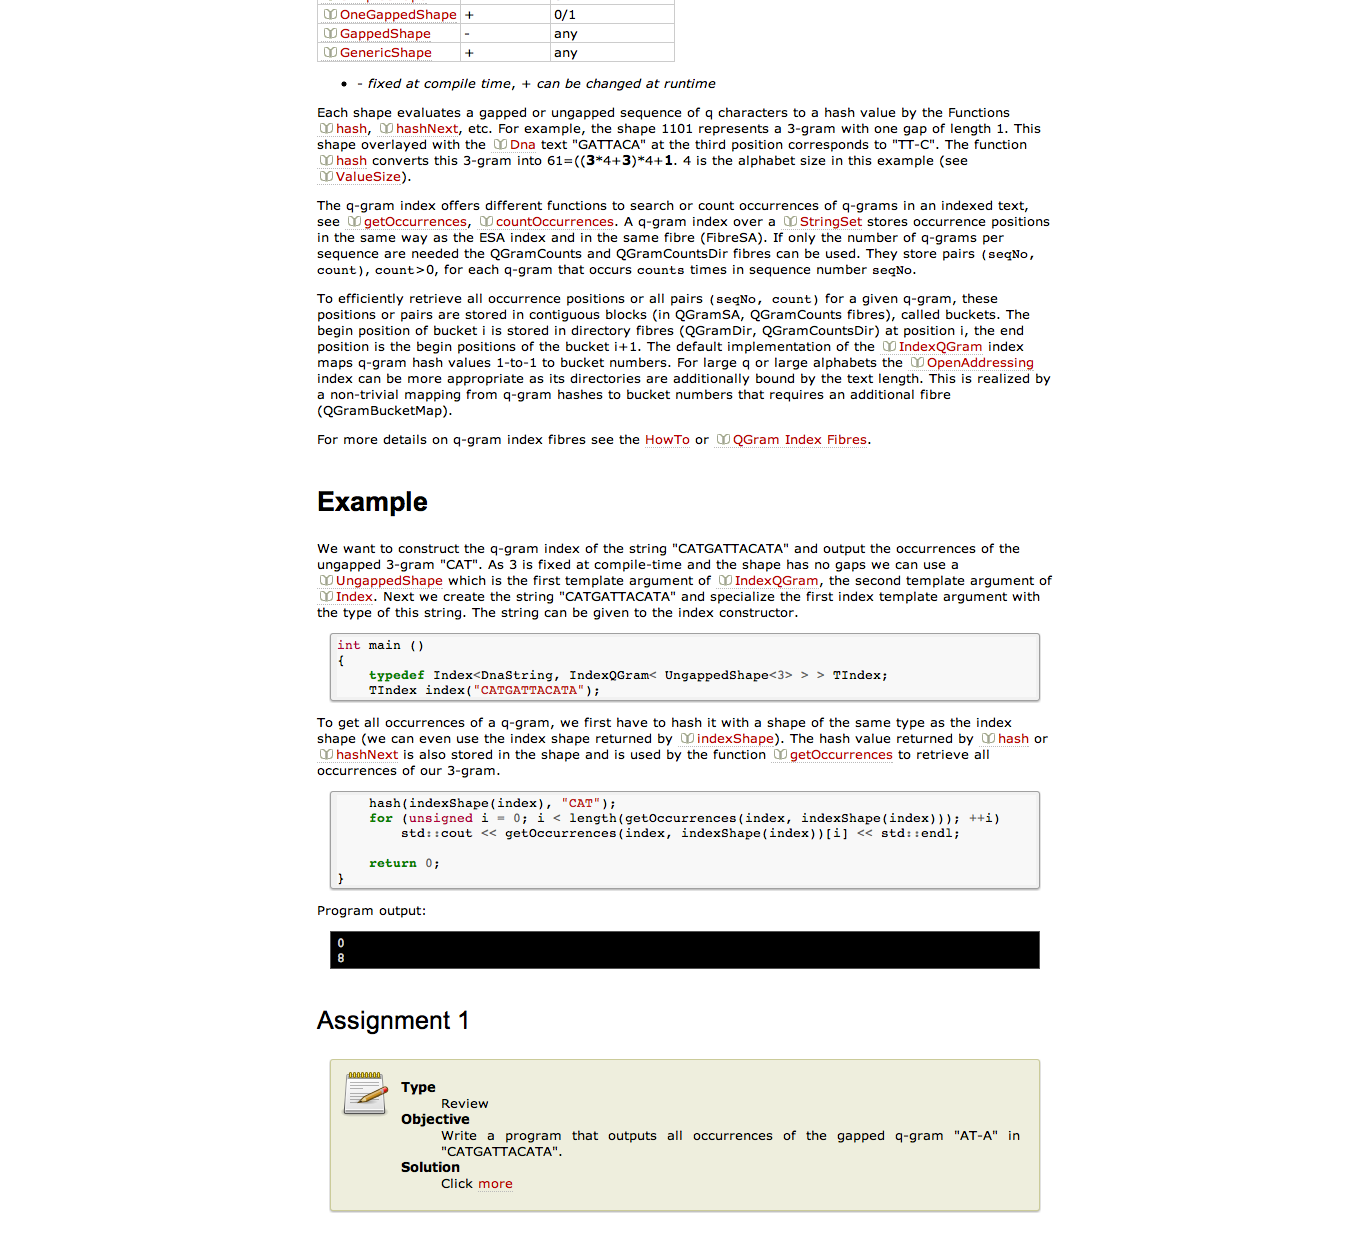 OneGappedShape + 0/1
GappedShape - any
GenericShape + any
• - fixed at compile time, + can be changed at runtime
Each shape evaluates a gapped or ungapped sequence of q characters to a hash value by the Functions
hash, hashNext, etc. For example, the shape 1101 represents a 3-gram with one gap of length 1. This
shape overlayed with the Dna text "GATTACA" at the third position corresponds to "TT-C". The function
hash converts this 3-gram into 61=((3*4+3)*4+1. 4 is the alphabet size in this example (see
ValueSize).
The q-gram index offers different functions to search or count occurrences of q-grams in an indexed text,
see getOccurrences, countOccurrences. A q-gram index over a StringSet stores occurrence positions
in the same way as the ESA index and in the same fibre (FibreSA). If only the number of q-grams per
sequence are needed the QGramCounts and QGramCountsDir fibres can be used. They store pairs (seqNo,
count), count>0, for each q-gram that occurs counts times in sequence number seqNo.
To efficiently retrieve all occurrence positions or all pairs (seqNo, count) for a given q-gram, these
positions or pairs are stored in contiguous blocks (in QGramSA, QGramCounts fibres), called buckets. The
begin position of bucket i is stored in directory fibres (QGramDir, QGramCountsDir) at position i, the end
position is the begin positions of the bucket i+1. The default implementation of the IndexQGram index
maps q-gram hash values 1-to-1 to bucket numbers. For large q or large alphabets the OpenAddressing
index can be more appropriate as its directories are additionally bound by the text length. This is realized by
a non-trivial mapping from q-gram hashes to bucket numbers that requires an additional fibre
(QGramBucketMap).
For more details on q-gram index fibres see the HowTo or QGram Index Fibres.
Example
We want to construct the q-gram index of the string "CATGATTACATA" and output the occurrences of the
ungapped 3-gram "CAT". As 3 is fixed at compile-time and the shape has no gaps we can use a
UngappedShape which is the first template argument of IndexQGram, the second template argument of
Index. Next we create the string "CATGATTACATA" and specialize the first index template argument with
the type of this string. The string can be given to the index constructor.
int main ()
{
    typedef Index<DnaString, IndexQGram< UngappedShape<3> > > TIndex;
    TIndex index("CATGATTACATA");
To get all occurrences of a q-gram, we first have to hash it with a shape of the same type as the index
shape (we can even use the index shape returned by indexShape). The hash value returned by hash or
hashNext is also stored in the shape and is used by the function getOccurrences to retrieve all
occurrences of our 3-gram.
    hash(indexShape(index), "CAT");
    for (unsigned i = 0; i < length(getOccurrences(index, indexShape(index))); ++i)
        std::cout << getOccurrences(index, indexShape(index))[i] << std::endl;
    return 0;
}
Program output:
0
8
Assignment 1
Type
Review
Objective
Write a program that outputs all occurrences of the gapped q-gram "AT-A" in
"CATGATTACATA".
Solution
Click more